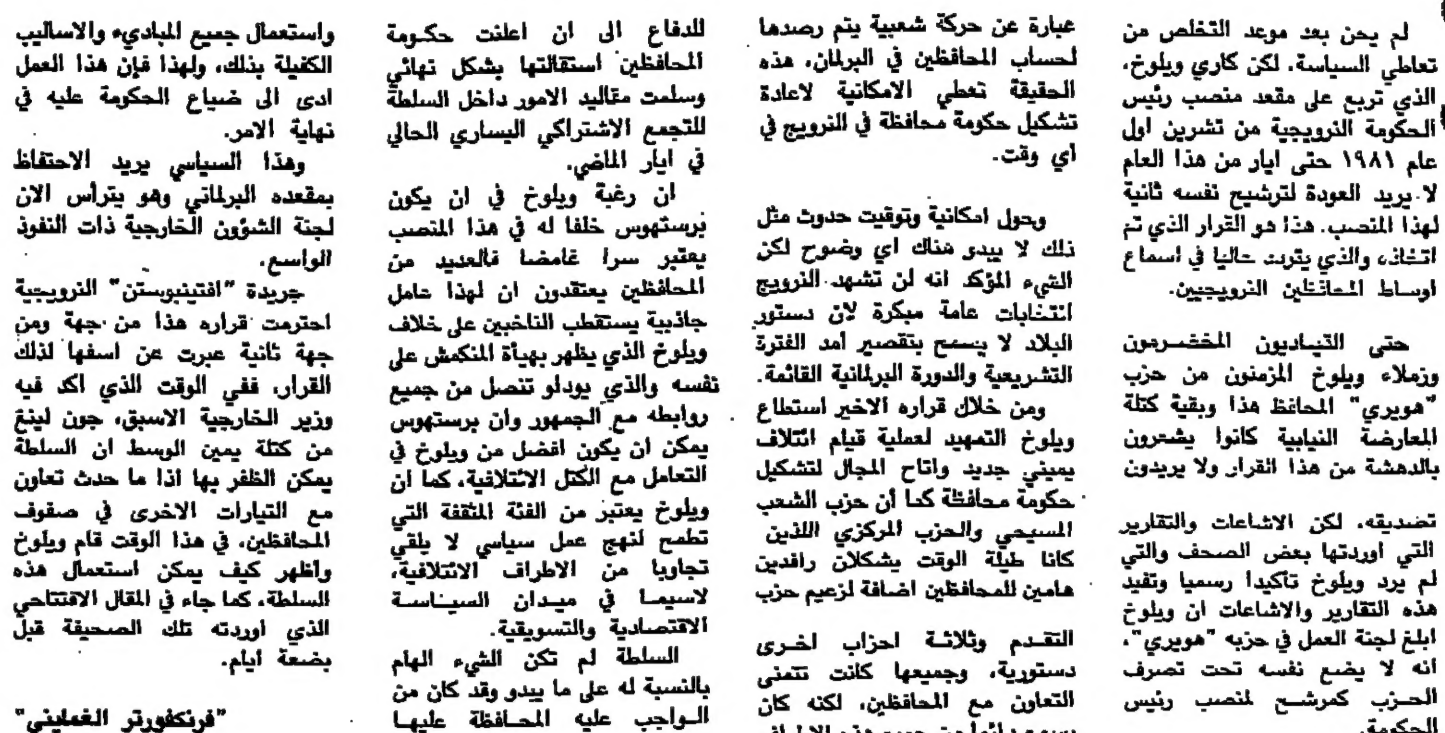 لم يحن بعد موعد التخلص من
تعاطي السياسة. لكن كاري ويلوخ،
الذي تربع على مقعد منصب رئيس
الحكومة النرويجية من تشرين اول
عام ١٩٨١ حتى ايار من هذا العام
لا يريد العودة لترشيح نفسه ثانية
لهذا المنصب. هذا هو القرار الذي تم
اتخاذه والذي يتردد حاليا في اسماع
اوساط المحافظين النرويجيين.
حتى القياديون المخضرمون
وزملاء ويلوخ المزمنون من حزب
"هويري" المحافظ هذا وبقية كتلة
المعارضة النيابية كانوا يشعرون
بالدهشة من هذا القرار ولا يريدون
تصديقه. لكن الاشاعات والتقارير
التي اوردتها بعض الصحف والتي
لم يرد ويلوخ تأكيدا رسميا وتفيد
هذه التقارير والاشاعات ان ويلوخ
ابلغ لجنة العمل في حزبه "هويري"،
أنه لا يضع نفسه تحت تصرف
الحزب كمرشح لمنصب رئيس
الحكومة.
عبارة عن حركة شعبية يتم رصدها
لحساب المحافظين في البرلمان، هذه
الحقيقة تعطي الامكانية لاعادة
تشكيل حكومة محافظة في النرويج في
أي وقت.
وحول امكانية وتوقيت حدوث مثل
ذلك لا يبدو هناك اي وضوح لكن
الشيء المؤكد انه لن تشهد النرويج
انتخابات عامة مبكرة لان دستور
البلاد لا يسمح بتقصير أمد الفترة
التشريعية والدورة البرلمانية القائمة.
ومن خلال قراره الاخير استطاع
ويلوخ التمهيد لعملية قيام ائتلاف
يميني جديد واتاح المجال لتشكيل
حكومة محافظة كما أن حزب الشعب
المسيحي والحزب المركزي اللذين
كانا طيلة الوقت يشكلان رافدين
هامين للمحافظين اضافة لزعيم حزب
التقدم وثلاثة احزاب اخرى
دستورية، وجميعها كانت تتمنى
التعاون مع المحافظين، لكنه كان
للدفاع الى ان اعلنت حكومة
المحافظين استقالتها بشكل نهائي
وسلمت مقاليد الامور داخل السلطة
للتجمع الاشتراكي اليساري الحالي
في ايار الماضي.
ان رغبة ويلوخ في ان يكون
برستهوس خلفا له في هذا المنصب
يعتبر سرا غامضا فالعديد من
المحافظين يعتقدون ان لهذا عامل
جاذبية يستقطب الناخبين على خلاف
ويلوخ الذي يظهر بهيأة المنكمش على
نفسه والذي يودلو تنصل من جميع
روابطه مع الجمهور وان برستهوس
يمكن ان يكون افضل من ويلوخ في
التعامل مع الكتل الائتلافية، كما ان
ويلوخ يعتبر من الفئة المثقفة التي
تطمح لنهج عمل سياسي لا يلقي
تجاوبا من الاطراف الائتلافية،
لاسيما في ميدان السياسة
الاقتصادية والتسويقية.
السلطة لم تكن الشيء الهام
بالنسبة له على ما يبدو وقد كان من
الواجب عليه المحافظة عليها
واستعمال جميع المباديء والاساليب
الكفيلة بذلك، ولهذا فإن هذا العمل
ادى الى ضياع الحكومة عليه في
نهاية الامر.
وهذا السياسي يريد الاحتفاظ
بمقعده البرلماني وهو يترأس الان
لجنة الشؤون الخارجية ذات النفوذ
الواسع.
جريدة "افتينبوستن" النرويجية
احترمت قراره هذا من جهة ومن
جهة ثانية عبرت عن اسفها لذلك
القرار، ففي الوقت الذي اكد فيه
وزير الخارجية الاسبق، جون لينغ
من كتلة يمين الوسط ان السلطة
يمكن الظفر بها اذا ما حدث تعاون
مع التيارات الاخرى في صفوف
المحافظين، في هذا الوقت قام ويلوخ
وأظهر كيف يمكن استعمال هذه
السلطة، كما جاء في المقال الافتتاحي
الذي اوردته تلك الصحيفة قبل
بضعة ايام.
"فرنكفورتر الغماينى"